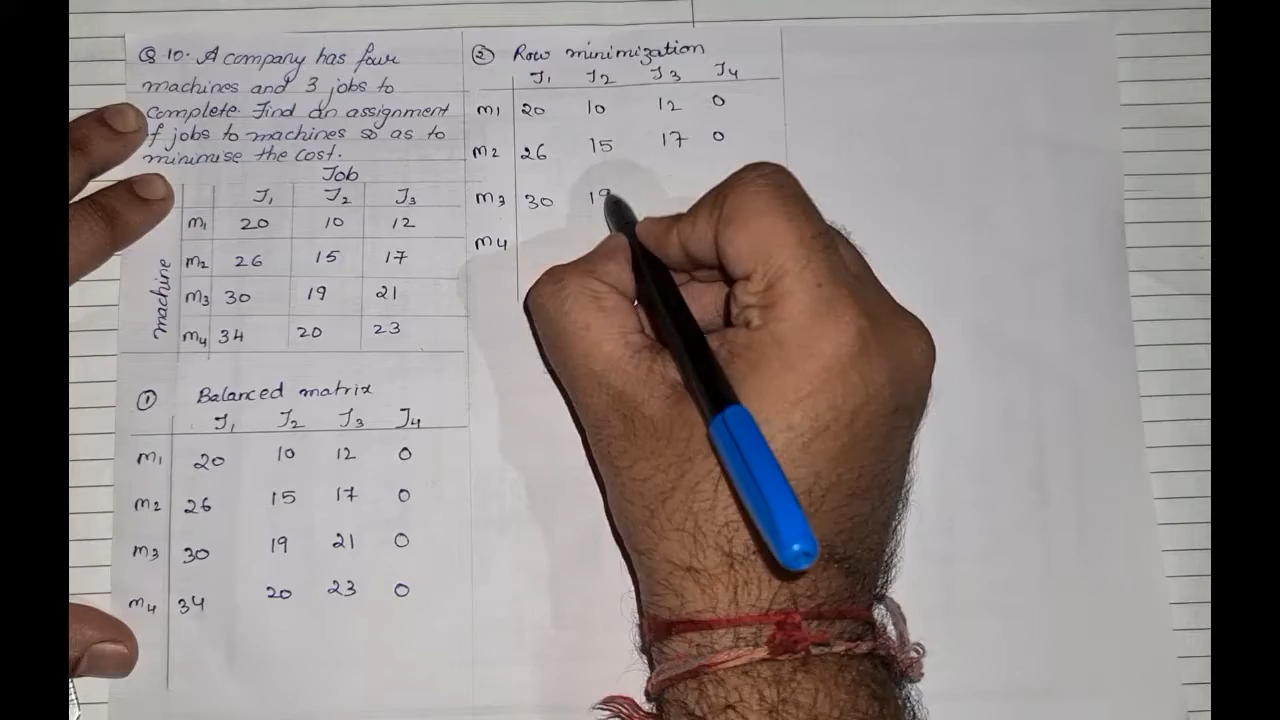 Q 10. A company has four
machines and 3 jobs to
complete. Find an assignment
of jobs to machines so as to
minimise the cost.
Job
J1 J2 J3
machine
m1 20 10 12
m2 26 15 17
m3 30 19 21
m4 34 20 23
① Balanced matrix
J1 J2 J3 J4
m1 20 10 12 0
m2 26 15 17 0
m3 30 19 21 0
m4 34 20 23 0
② Row minimization
J1 J2 J3 J4
m1 20 10 12 0
m2 26 15 17 0
m3 30 19
m4